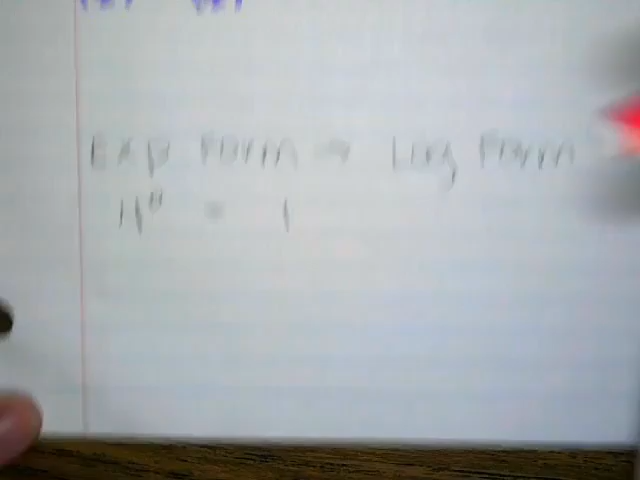 Exp Form → Log Form
11⁰ = 1